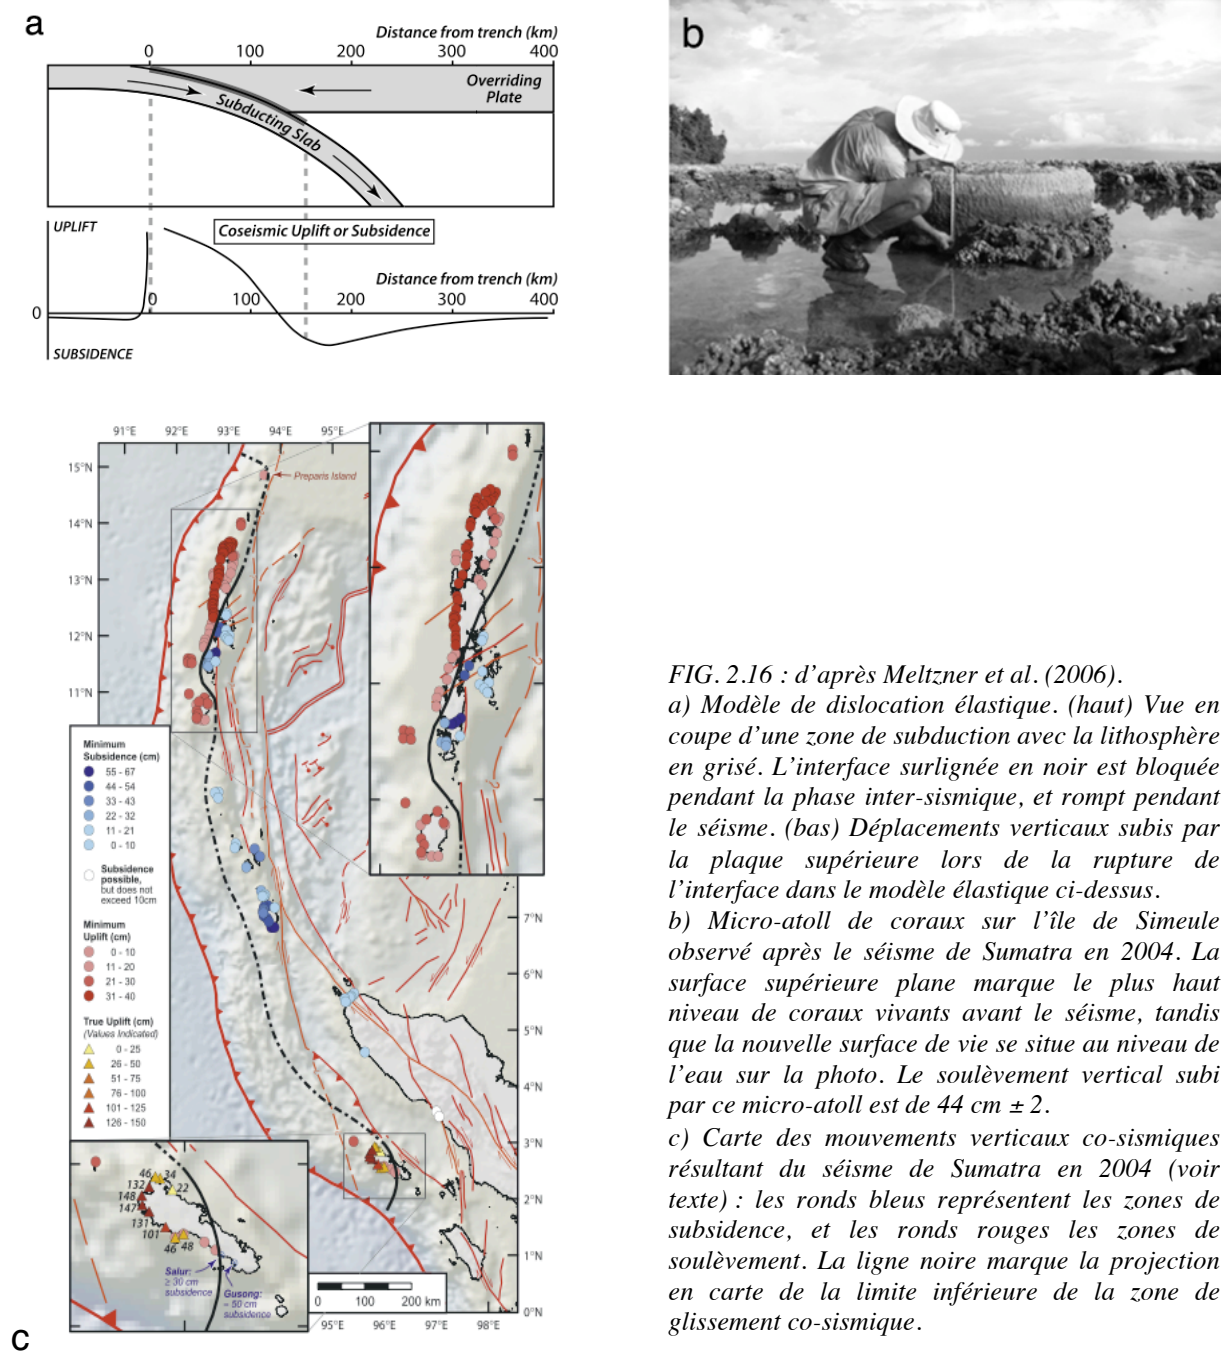 a
Distance from trench (km)
0 100 200 300 400
Overriding
Plate
Subducting Slab
UPLIFT
Coseismic Uplift or Subsidence
Distance from trench (km)
0 100 200 300 400
0
SUBSIDENCE
b
91°E 92°E 93°E 94°E 95°E
15°N
Preparis Island
14°N
13°N
12°N
11°N
Minimum
Subsidence (cm)
55 - 67
44 - 54
33 - 43
22 - 32
11 - 21
0 - 10
Subsidence
possible,
but does not
exceed 10cm
Minimum
Uplift (cm)
0 - 10
11 - 20
21 - 30
31 - 40
True Uplift (cm)
(Values Indicated)
0 - 25
26 - 50
51 - 75
76 - 100
101 - 125
126 - 150
7°N
6°N
5°N
4°N
3°N
2°N
1°N
0°N
46 34
132 22
148
147
131
101
46 48
Salur:
≥ 30 cm
subsidence
Gusong:
≈ 50 cm
subsidence
0 100 200 km
95°E 96°E 97°E 98°E
c
FIG. 2.16 : d'après Meltzner et al. (2006).
a) Modèle de dislocation élastique. (haut) Vue en
coupe d'une zone de subduction avec la lithosphère
en grisé. L'interface surlignée en noir est bloquée
pendant la phase inter-sismique, et rompt pendant
le séisme. (bas) Déplacements verticaux subis par
la plaque supérieure lors de la rupture de
l'interface dans le modèle élastique ci-dessus.
b) Micro-atoll de coraux sur l'île de Simeule
observé après le séisme de Sumatra en 2004. La
surface supérieure plane marque le plus haut
niveau de coraux vivants avant le séisme, tandis
que la nouvelle surface de vie se situe au niveau de
l'eau sur la photo. Le soulèvement vertical subi
par ce micro-atoll est de 44 cm ± 2.
c) Carte des mouvements verticaux co-sismiques
résultant du séisme de Sumatra en 2004 (voir
texte) : les ronds bleus représentent les zones de
subsidence, et les ronds rouges les zones de
soulèvement. La ligne noire marque la projection
en carte de la limite inférieure de la zone de
glissement co-sismique.